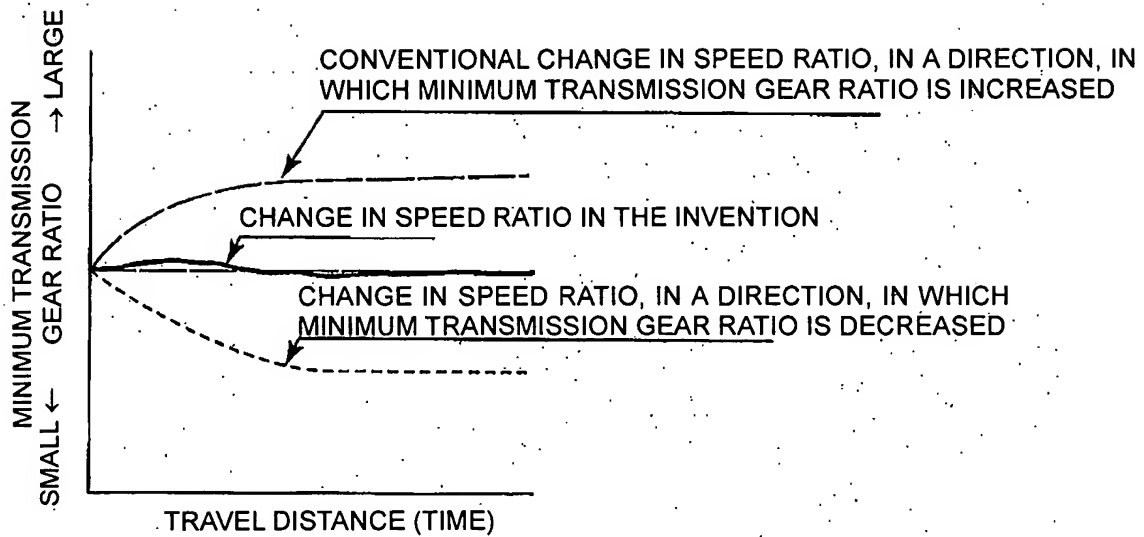 MINIMUM TRANSMISSION
SMALL ← GEAR RATIO → LARGE
CONVENTIONAL CHANGE IN SPEED RATIO, IN A DIRECTION, IN
WHICH MINIMUM TRANSMISSION GEAR RATIO IS INCREASED
CHANGE IN SPEED RATIO IN THE INVENTION
CHANGE IN SPEED RATIO, IN A DIRECTION, IN WHICH
MINIMUM TRANSMISSION GEAR RATIO IS DECREASED
TRAVEL DISTANCE (TIME)